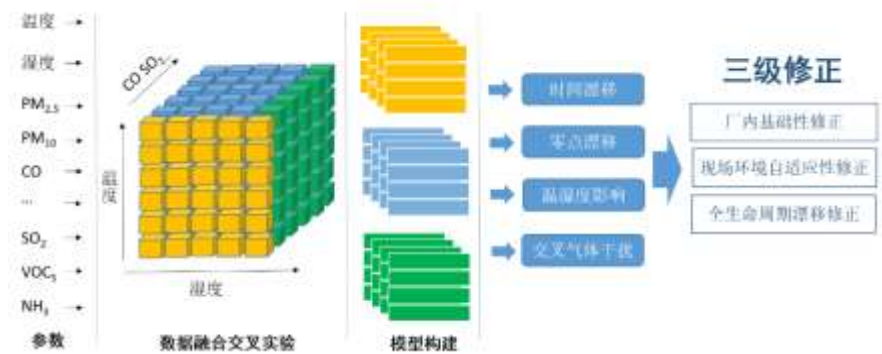 温度
湿度
PM2.5
PM10
CO
...
SO2
VOCS
NH3
参数
CO SO2
温度
湿度
数据融合交叉实验
模型构建
时间漂移
零点漂移
温湿度影响
交叉气体干扰
三级修正
厂内基础性修正
现场环境自适应性修正
全生命周期漂移修正